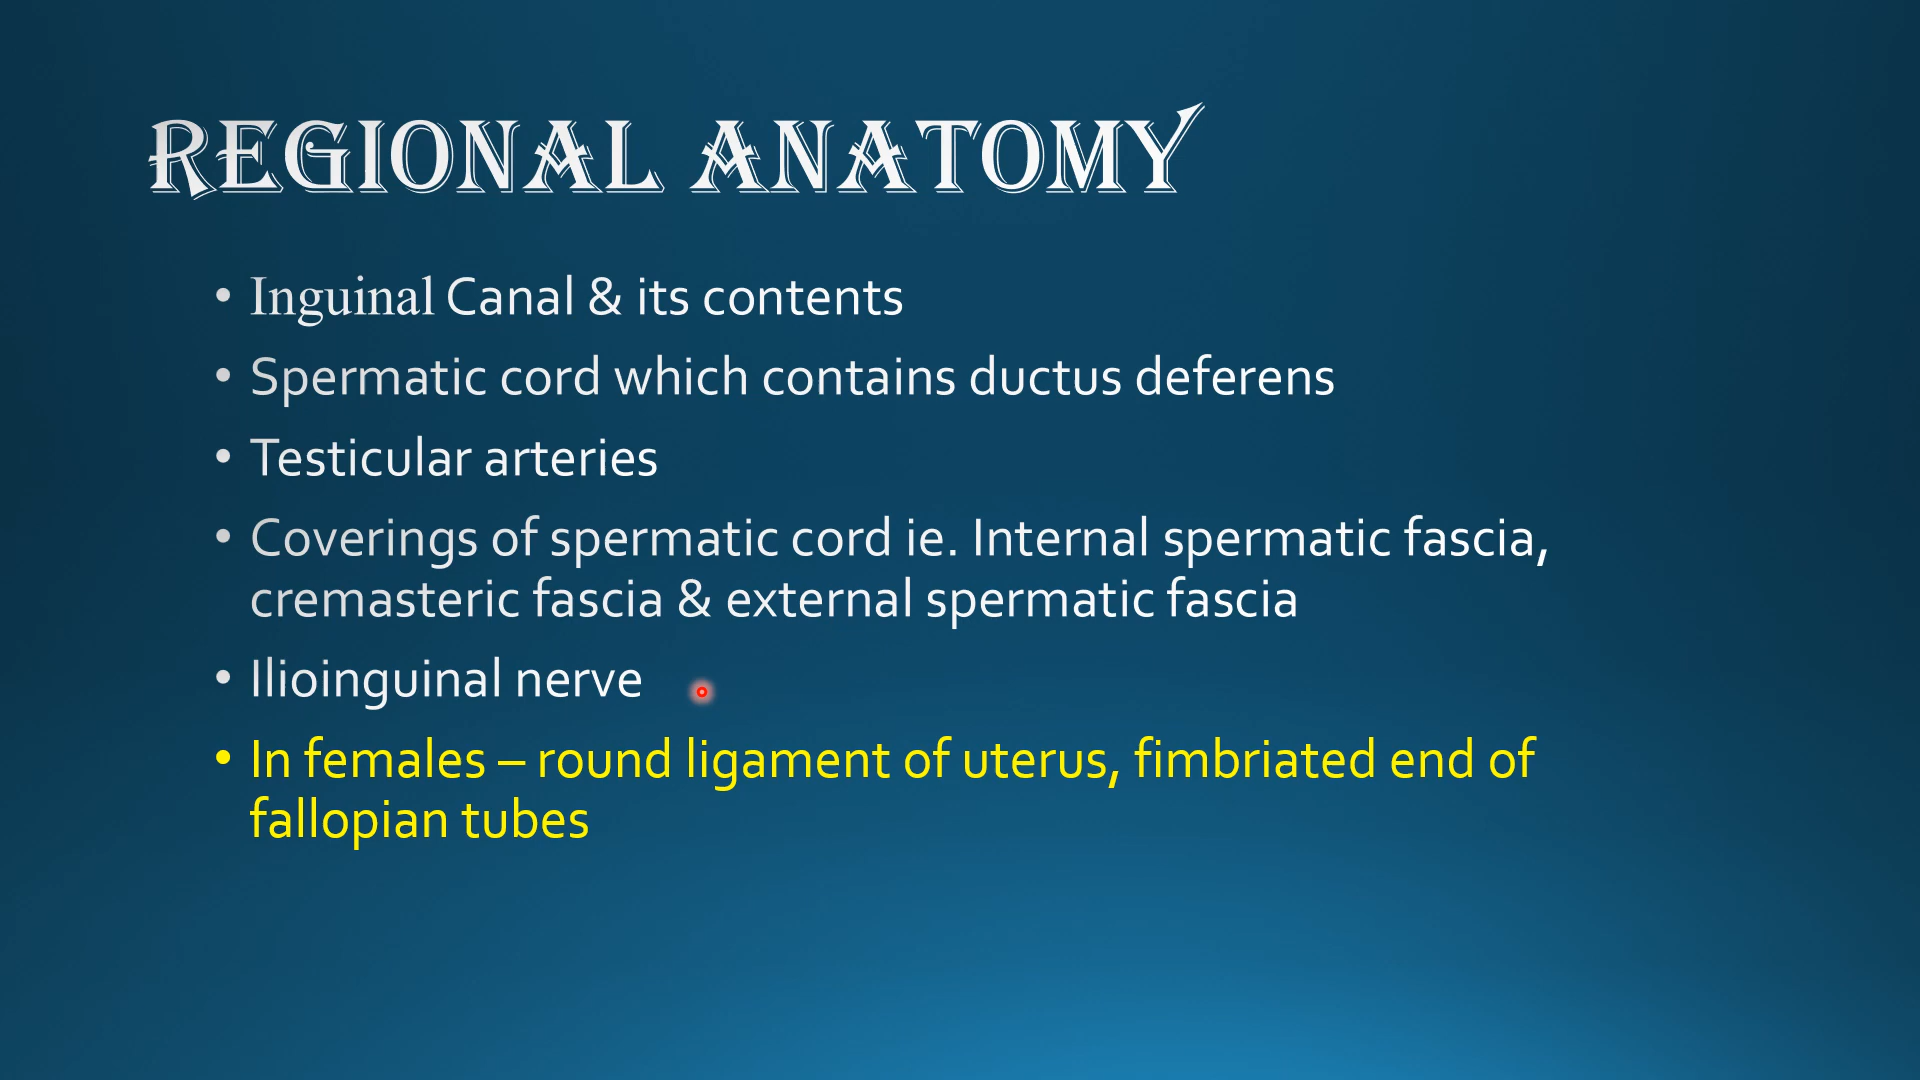 REGIONAL ANATOMY
• Inguinal Canal & its contents
• Spermatic cord which contains ductus deferens
• Testicular arteries
• Coverings of spermatic cord ie. Internal spermatic fascia,
cremasteric fascia & external spermatic fascia
• Ilioinguinal nerve
• In females – round ligament of uterus, fimbriated end of
fallopian tubes